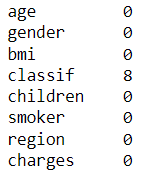 age 0
gender 0
bmi 0
classif 8
children 0
smoker 0
region 0
charges 0